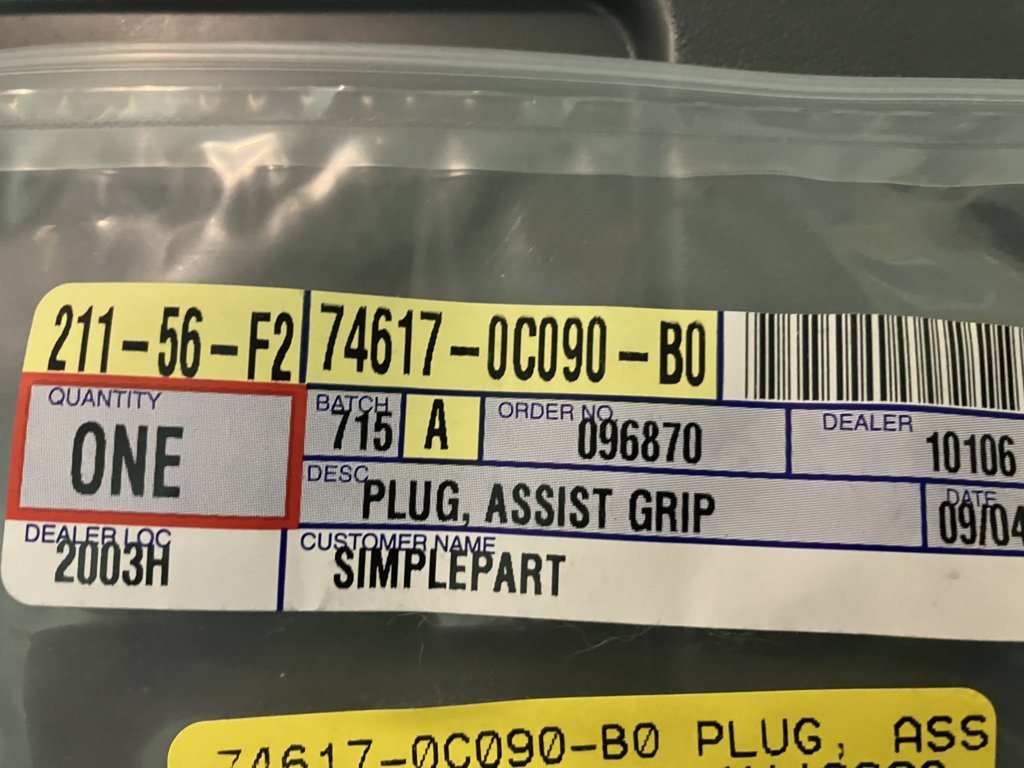 211-56-F2 74617-0C090-B0
QUANTITY BATCH ORDER NO. DEALER
ONE 715 A 096870 10106
DESC DATE
PLUG, ASSIST GRIP 09/04
DEALER LOC CUSTOMER NAME
2003H SIMPLEPART
74617-0C090-B0 PLUG, ASS